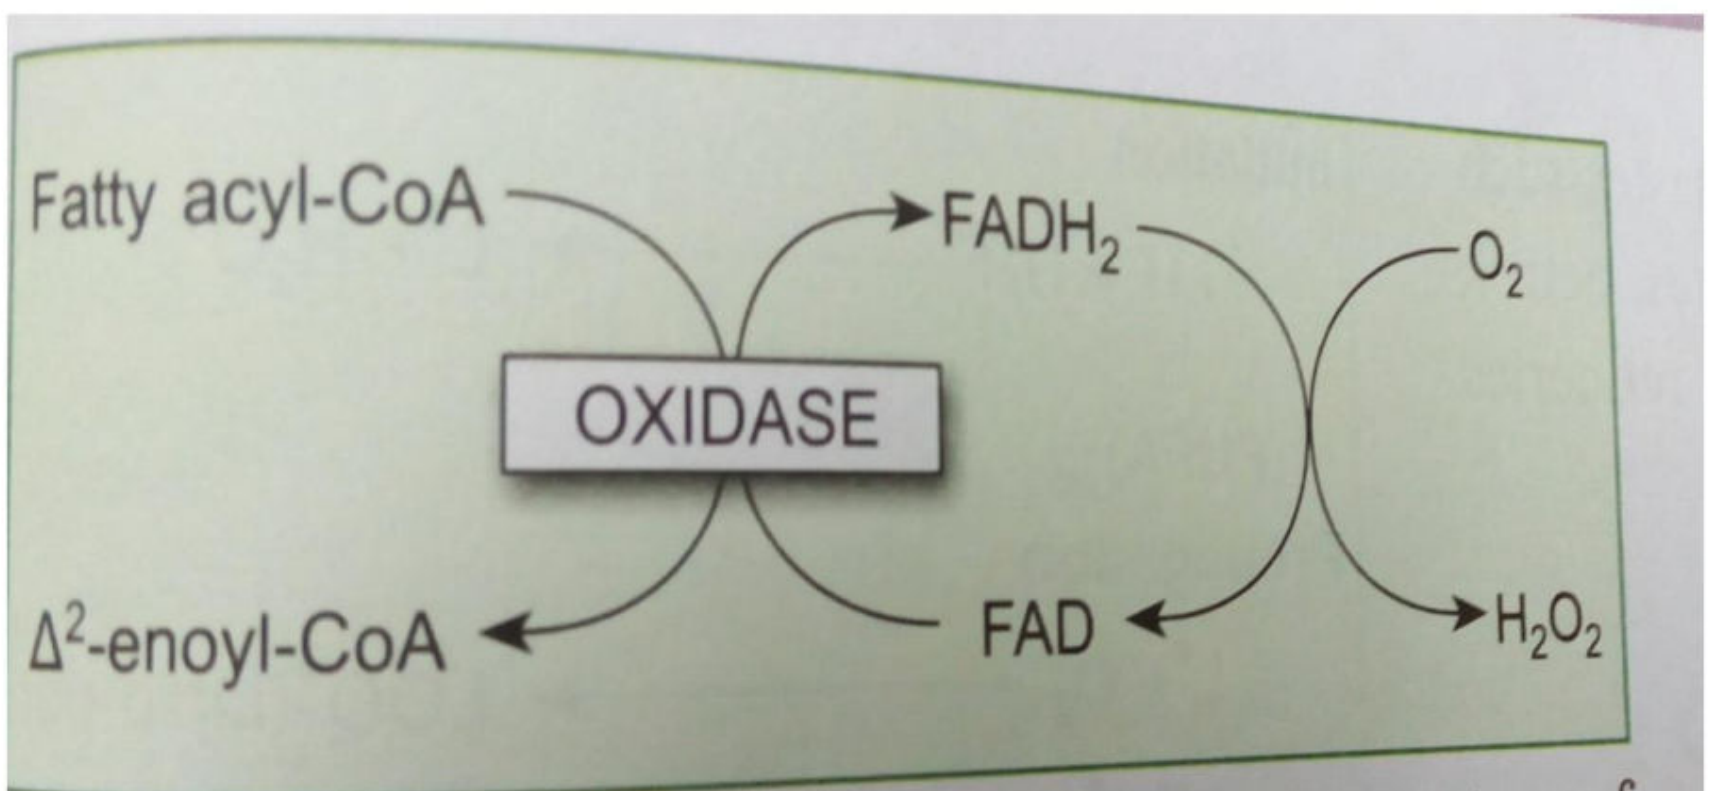 Fatty acyl-CoA
FADH₂
O₂
OXIDASE
Δ²-enoyl-CoA
FAD
H₂O₂